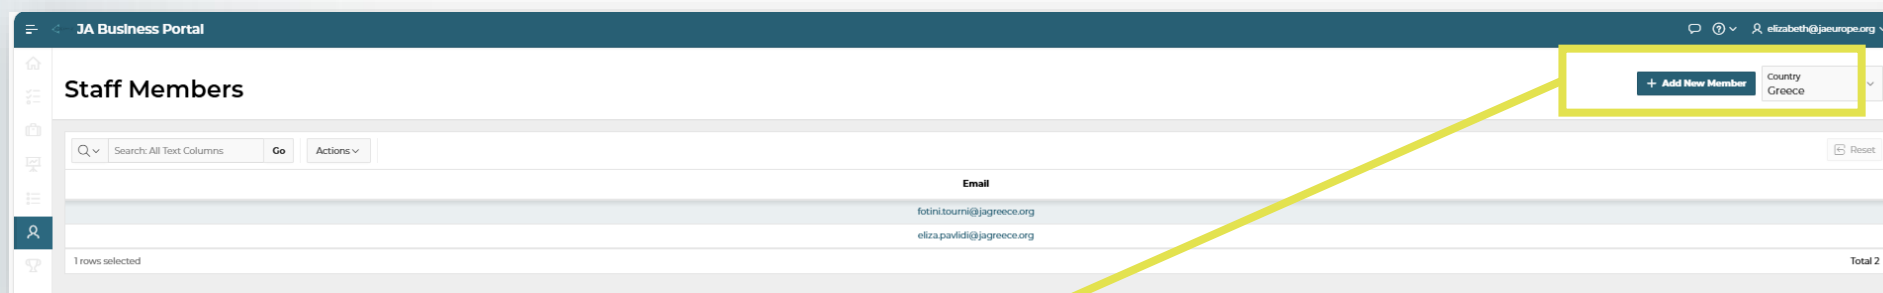 JA Business Portal
elizabeth@jaeurope.org
Staff Members
+ Add New Member
Country
Greece
Search: All Text Columns
Go
Actions
Reset
Email
fotini.tourni@jagreece.org
eliza.pavlidi@jagreece.org
1 rows selected
Total 2